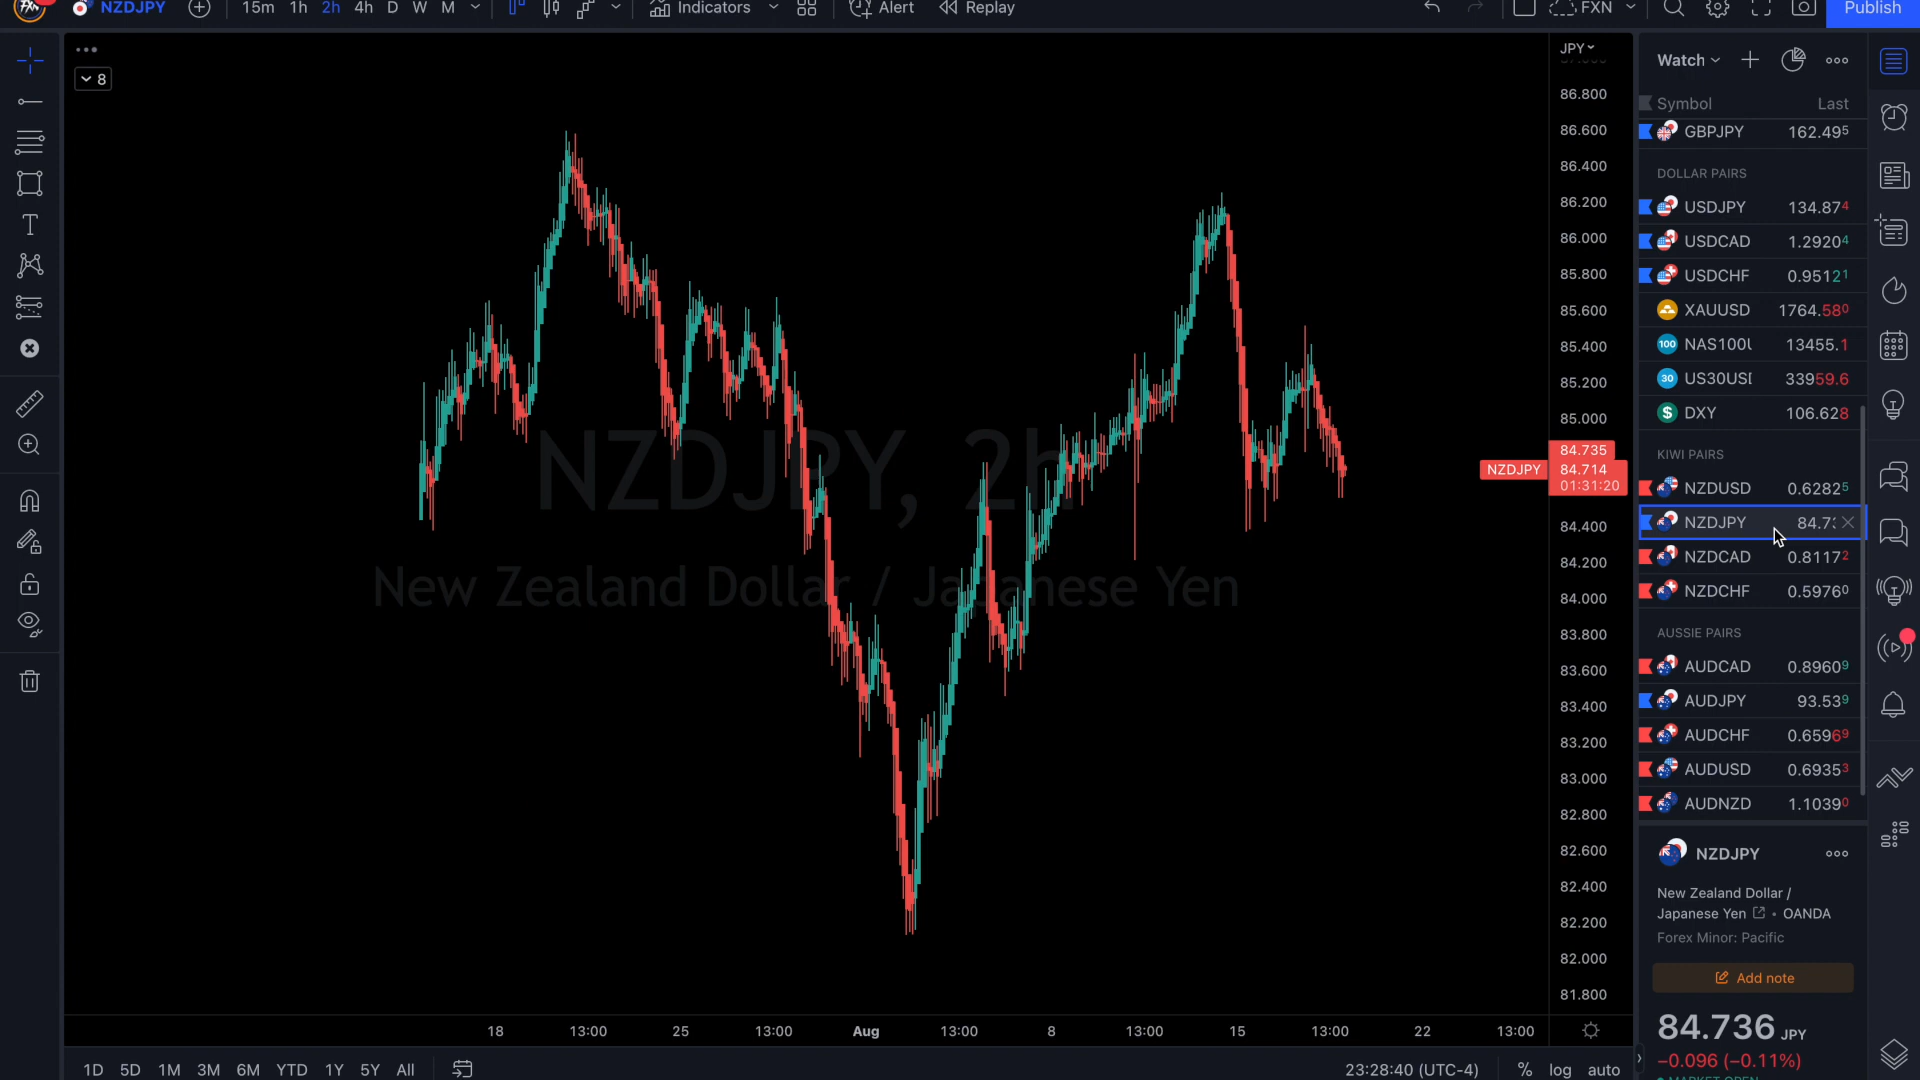 NZDJPY 15m 1h 2h 4h D W M Indicators Alert Replay FXN Publish
8
JPY
Watch
86.800
86.600
86.400
86.200
86.000
85.800
85.600
85.400
85.200
85.000
84.735
NZDJPY 84.714
01:31:20
84.400
84.200
84.000
83.800
83.600
83.400
83.200
83.000
82.800
82.600
82.400
82.200
82.000
81.800
NZDJPY, 2h
New Zealand Dollar / Japanese Yen
Symbol Last
GBPJPY 162.495
DOLLAR PAIRS
USDJPY 134.874
USDCAD 1.29204
USDCHF 0.95121
XAUUSD 1764.580
100 NAS100U 13455.1
30 US30USD 33959.6
$ DXY 106.628
KIWI PAIRS
NZDUSD 0.62825
NZDJPY 84.73
NZDCAD 0.81172
NZDCHF 0.59760
AUSSIE PAIRS
AUDCAD 0.89609
AUDJPY 93.539
AUDCHF 0.65969
AUDUSD 0.69353
AUDNZD 1.10390
NZDJPY
New Zealand Dollar /
Japanese Yen • OANDA
Forex Minor: Pacific
Add note
84.736 JPY
−0.096 (−0.11%)
MARKET OPEN
18 13:00 25 13:00 Aug 13:00 8 13:00 15 13:00 22 13:00
1D 5D 1M 3M 6M YTD 1Y 5Y All 23:28:40 (UTC-4) % log auto